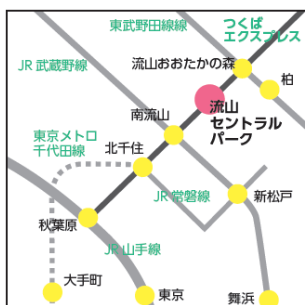 東武野田線線
つくば
エクスプレス
JR 武蔵野線
流山おおたかの森
柏
流山
セントラル
パーク
南流山
東京メトロ
千代田線
北千住
JR 常磐線
新松戸
秋葉原
JR 山手線
大手町
東京
舞浜